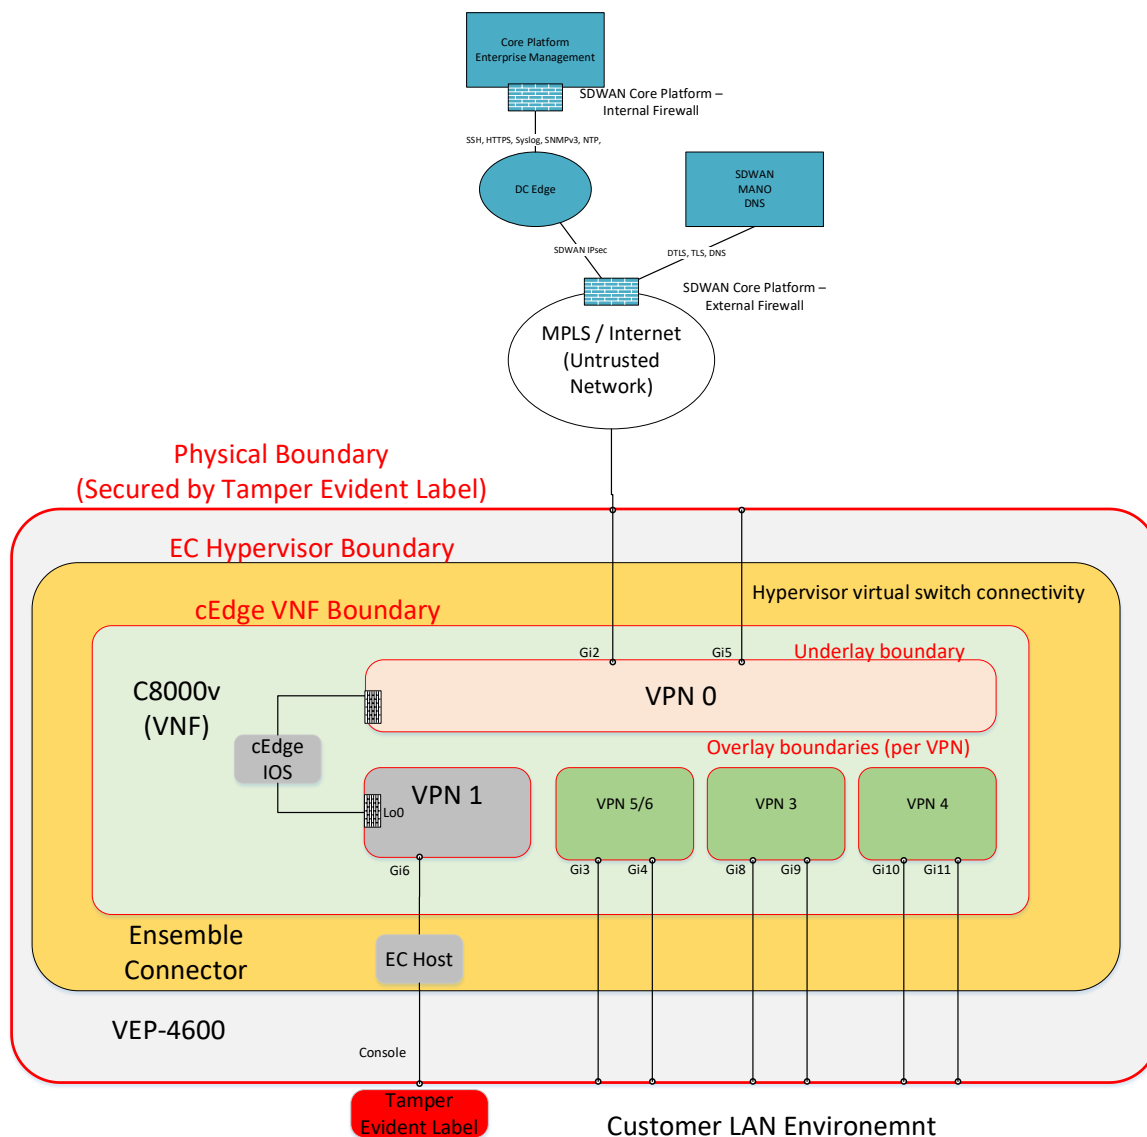 Core Platform
Enterprise Management
SDWAN Core Platform –
Internal Firewall
SSH, HTTPS, Syslog, SNMPv3, NTP,
DC Edge
SDWAN
MANO
DNS
SDWAN IPsec
DTLS, TLS, DNS
SDWAN Core Platform –
External Firewall
MPLS / Internet
(Untrusted
Network)
Physical Boundary
(Secured by Tamper Evident Label)
EC Hypervisor Boundary
Hypervisor virtual switch connectivity
cEdge VNF Boundary
Gi2
Gi5
Underlay boundary
C8000v
(VNF)
VPN 0
cEdge
IOS
Overlay boundaries (per VPN)
VPN 1
Lo0
VPN 5/6
VPN 3
VPN 4
Gi6
Gi3
Gi4
Gi8
Gi9
Gi10
Gi11
Ensemble
Connector
EC Host
VEP-4600
Console
Tamper
Evident Label
Customer LAN Environemnt